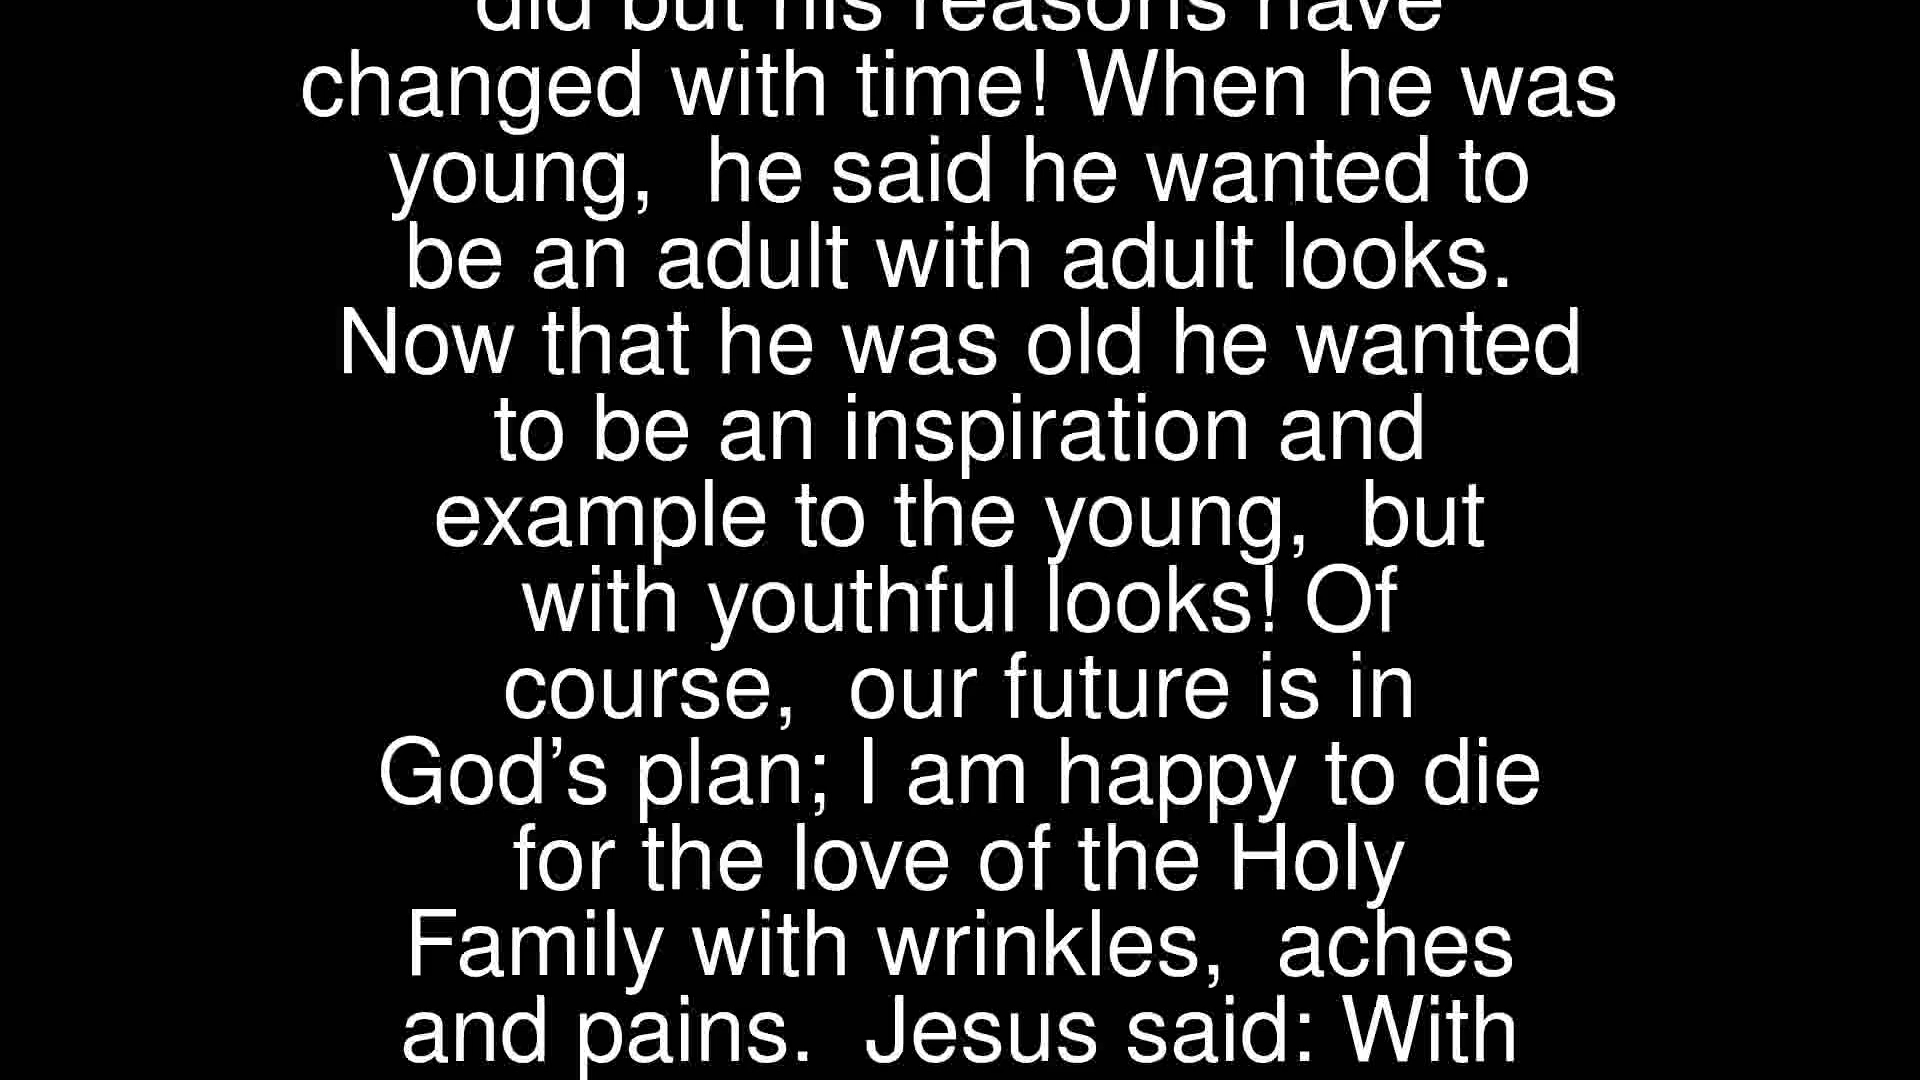 did but his reasons have
changed with time! When he was
young,  he said he wanted to
be an adult with adult looks.
Now that he was old he wanted
to be an inspiration and
example to the young,  but
with youthful looks! Of
course,  our future is in
God’s plan; I am happy to die
for the love of the Holy
Family with wrinkles,  aches
and pains.  Jesus said: With